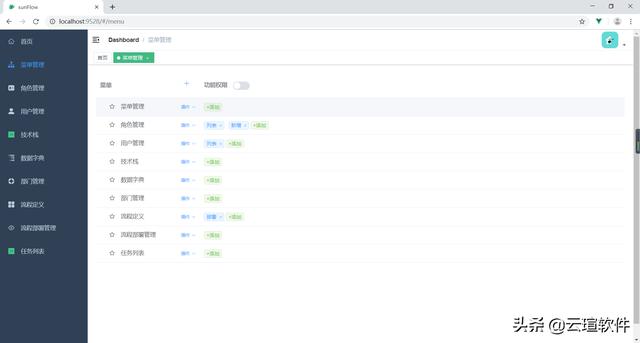 sunFlow
localhost:9528/#/menu
首页
菜单管理
角色管理
用户管理
技术栈
数据字典
部门管理
流程定义
流程部署管理
任务列表
Dashboard / 菜单管理
首页
菜单管理 ×
菜单 + 功能权限
菜单管理 操作 +添加
角色管理 操作 列表 × 新增 × +添加
用户管理 操作 列表 × +添加
技术栈 操作 +添加
数据字典 操作 +添加
部门管理 操作 +添加
流程定义 操作 部署 × +添加
流程部署管理 操作 +添加
任务列表 操作 +添加
头条 @云瑄软件